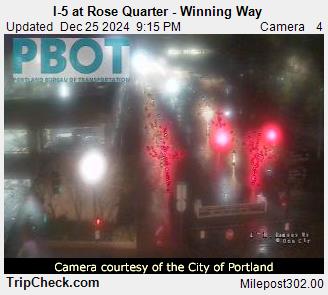 I-5 at Rose Quarter - Winning Way
Updated Dec 25 2024 9:15 PM Camera 4
PBOT
PORTLAND BUREAU OF TRANSPORTATION
Camera courtesy of the City of Portland
TripCheck.com Milepost302.00